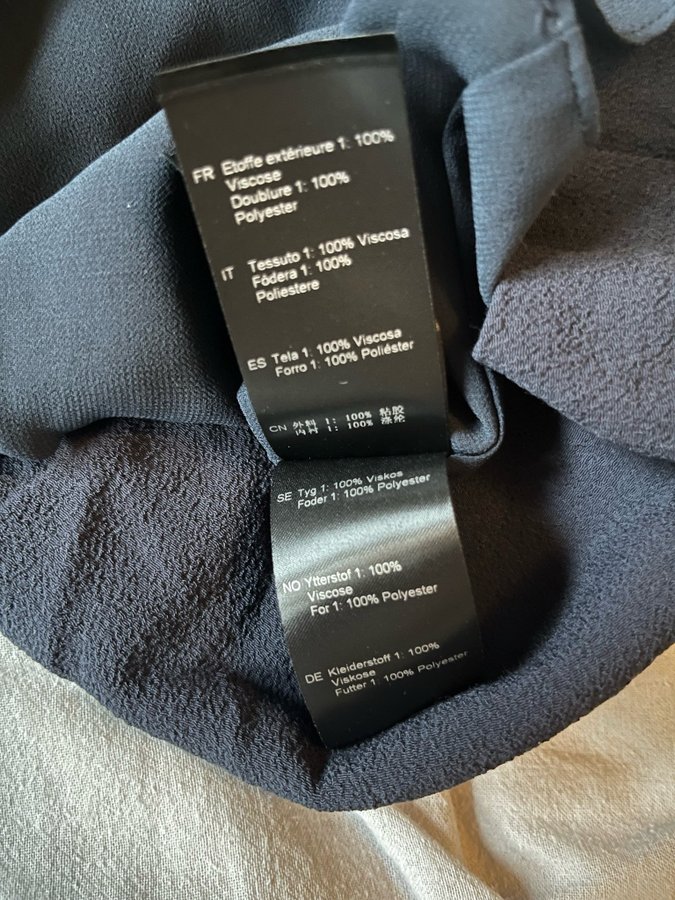 FR Etoffe extérieure 1: 100%
Viscose
Doublure 1: 100%
Polyester
IT Tessuto 1: 100% Viscosa
Fòdera 1: 100%
Poliestere
ES Tela 1: 100% Viscosa
Forro 1: 100% Poliéster
CN 外料 1: 100% 粘胶
内衬 1: 100% 涤纶
SE Tyg 1: 100% Viskos
Foder 1: 100% Polyester
NO Ytterstof 1: 100%
Viscose
For 1: 100% Polyester
DE Kleiderstoff 1: 100%
Viskose
Futter 1: 100% Polyester